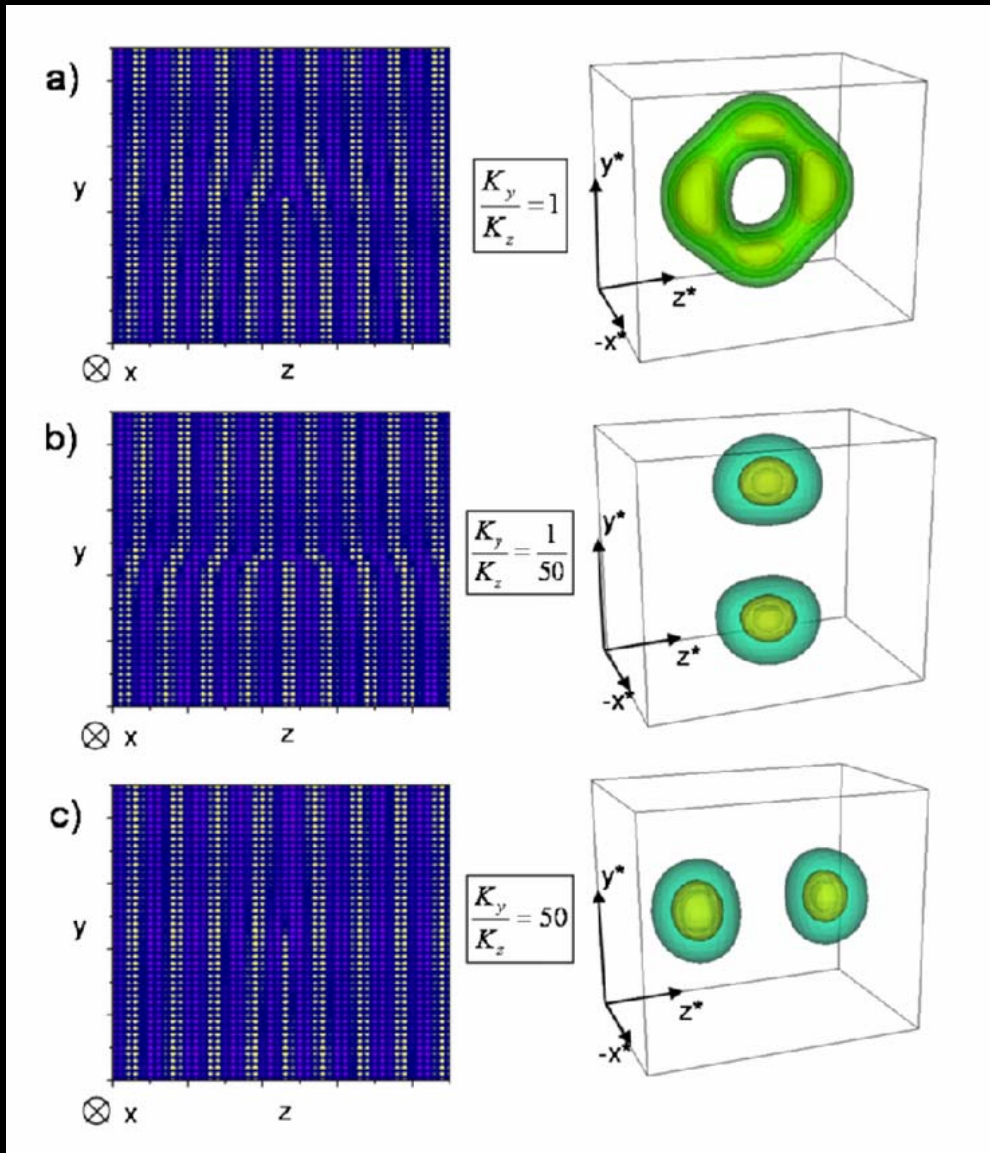 a)
y
x
z
K_y / K_z = 1
y*
z*
-x*
b)
y
x
z
K_y / K_z = 1 / 50
y*
z*
-x*
c)
y
x
z
K_y / K_z = 50
y*
z*
-x*